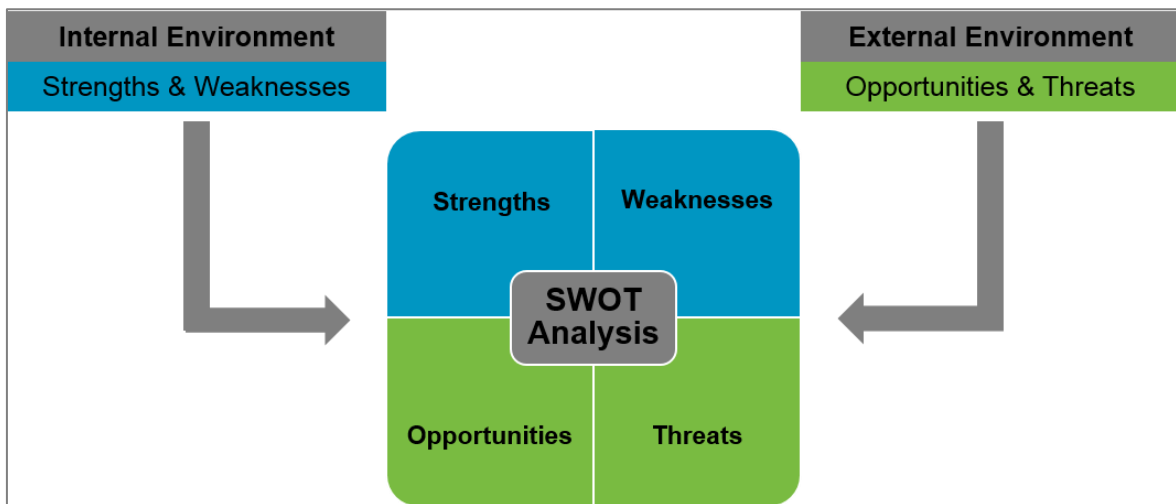 Internal Environment
Strengths & Weaknesses
External Environment
Opportunities & Threats
Strengths
Weaknesses
SWOT
Analysis
Opportunities
Threats